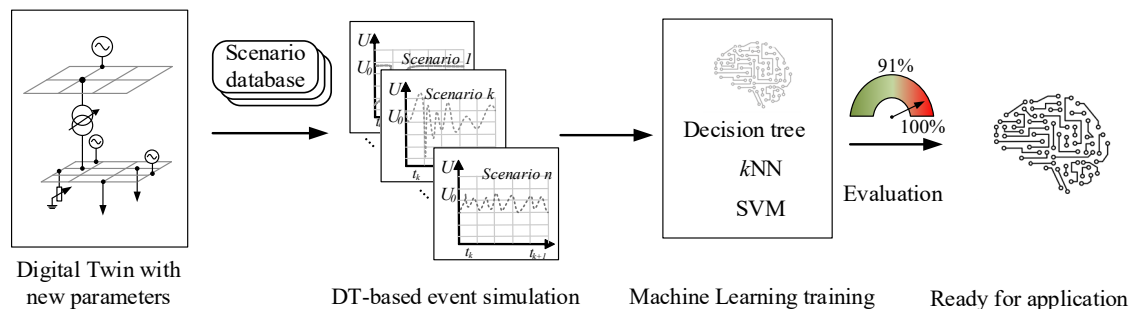 Scenario
database
U
U0
Scenario 1
U
U0
Scenario k
tk
U
U0
Scenario n
tk
tk+1
Decision tree
kNN
SVM
91%
100%
Evaluation
Digital Twin with
new parameters
DT-based event simulation
Machine Learning training
Ready for application